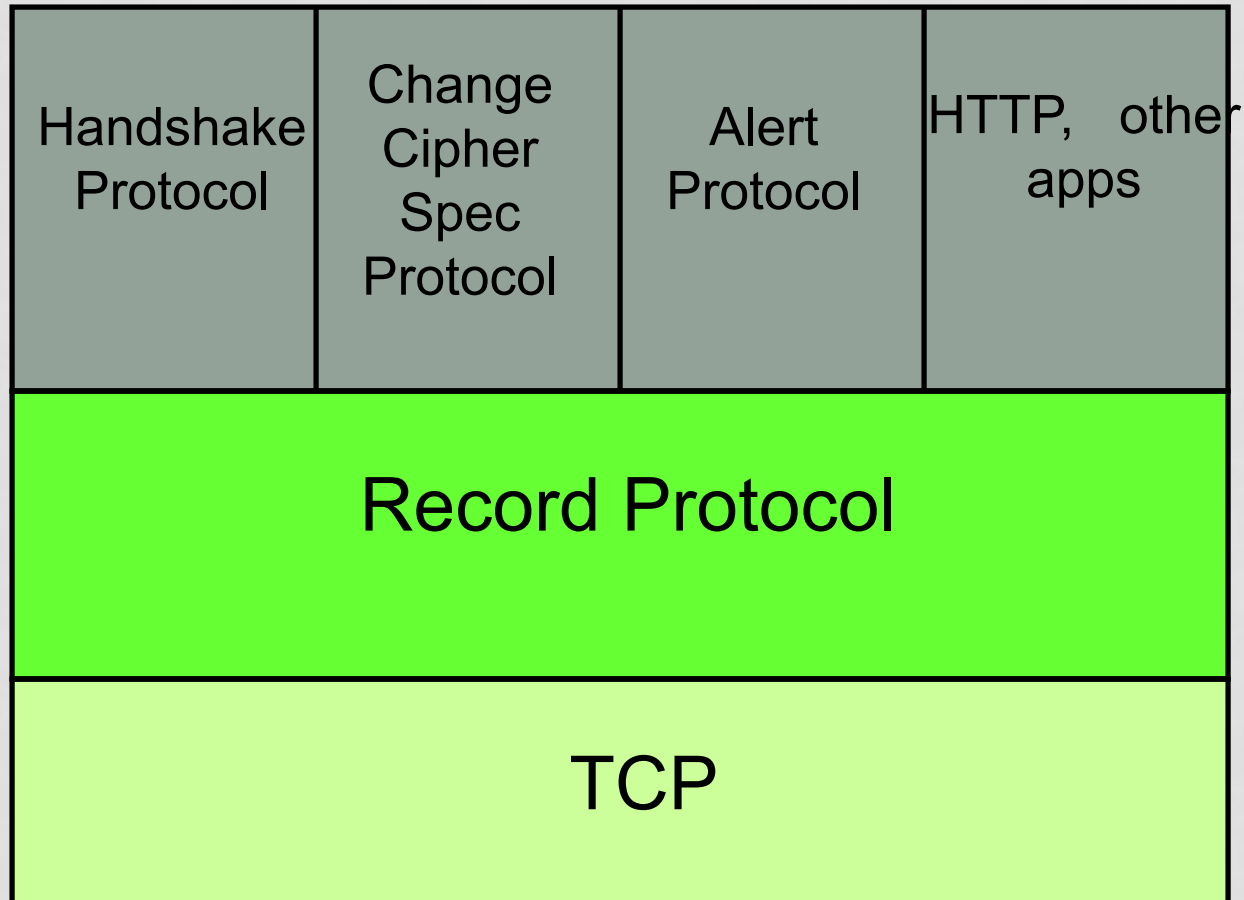 Handshake
Protocol
Change
Cipher
Spec
Protocol
Alert
Protocol
HTTP, other
apps
Record Protocol
TCP